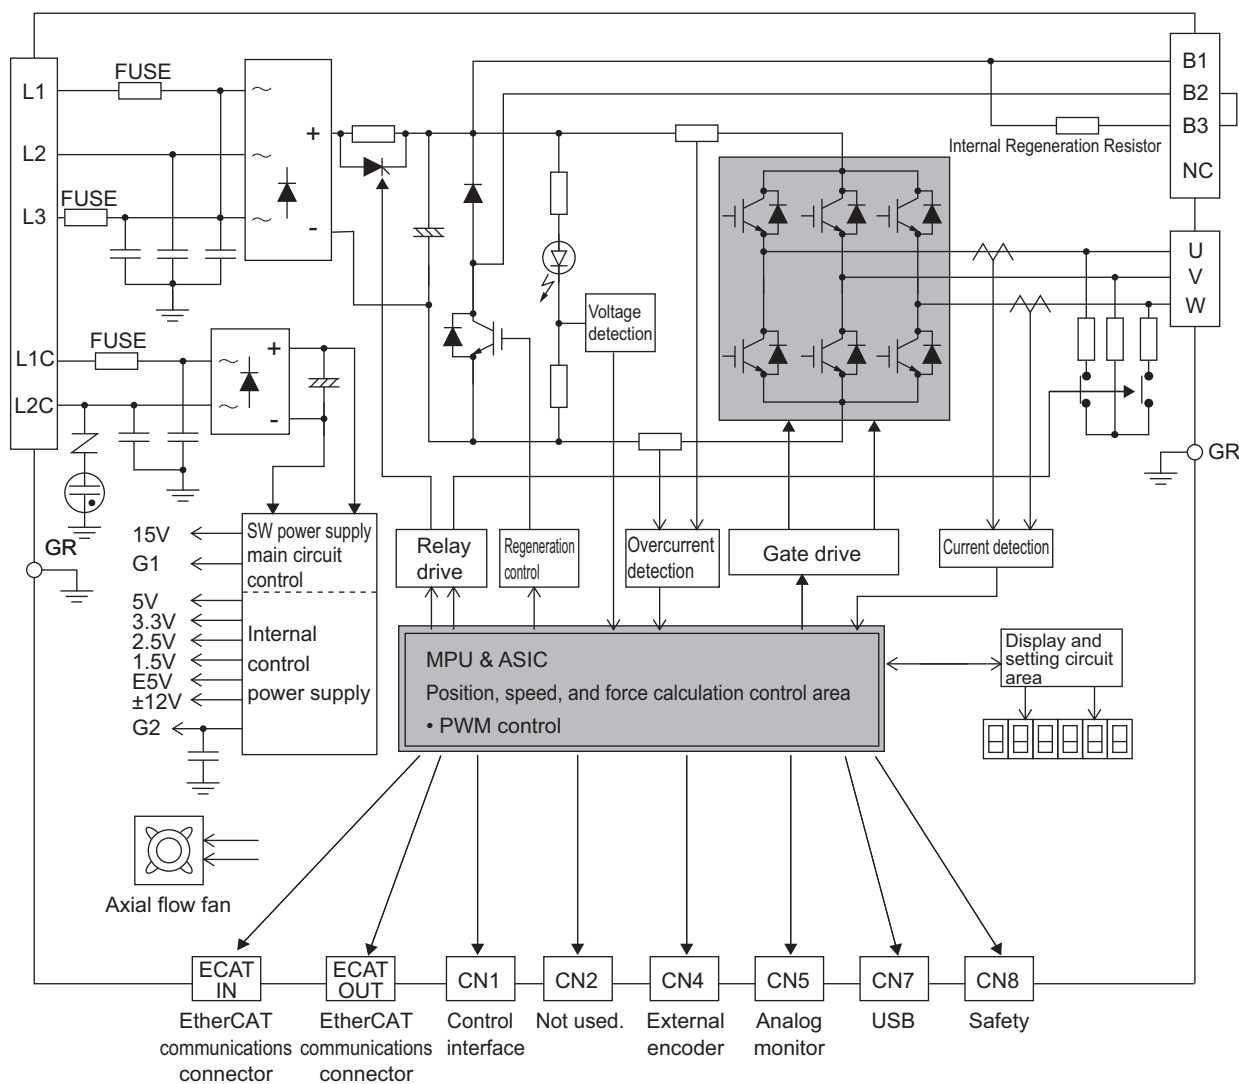 L1
FUSE
L2
FUSE
L3
+
-
B1
B2
B3
Internal Regeneration Resistor
NC
U
V
W
L1C
FUSE
L2C
+
-
Voltage
detection
GR
GR
15V
G1
5V
3.3V
2.5V
1.5V
E5V
±12V
G2
SW power supply
main circuit
control
Internal
control
power supply
Relay
drive
Regeneration
control
Overcurrent
detection
Gate drive
Current detection
MPU & ASIC
Position, speed, and force calculation control area
• PWM control
Display and
setting circuit
area
Axial flow fan
ECAT
IN
EtherCAT
communications
connector
ECAT
OUT
EtherCAT
communications
connector
CN1
Control
interface
CN2
Not used.
CN4
External
encoder
CN5
Analog
monitor
CN7
USB
CN8
Safety